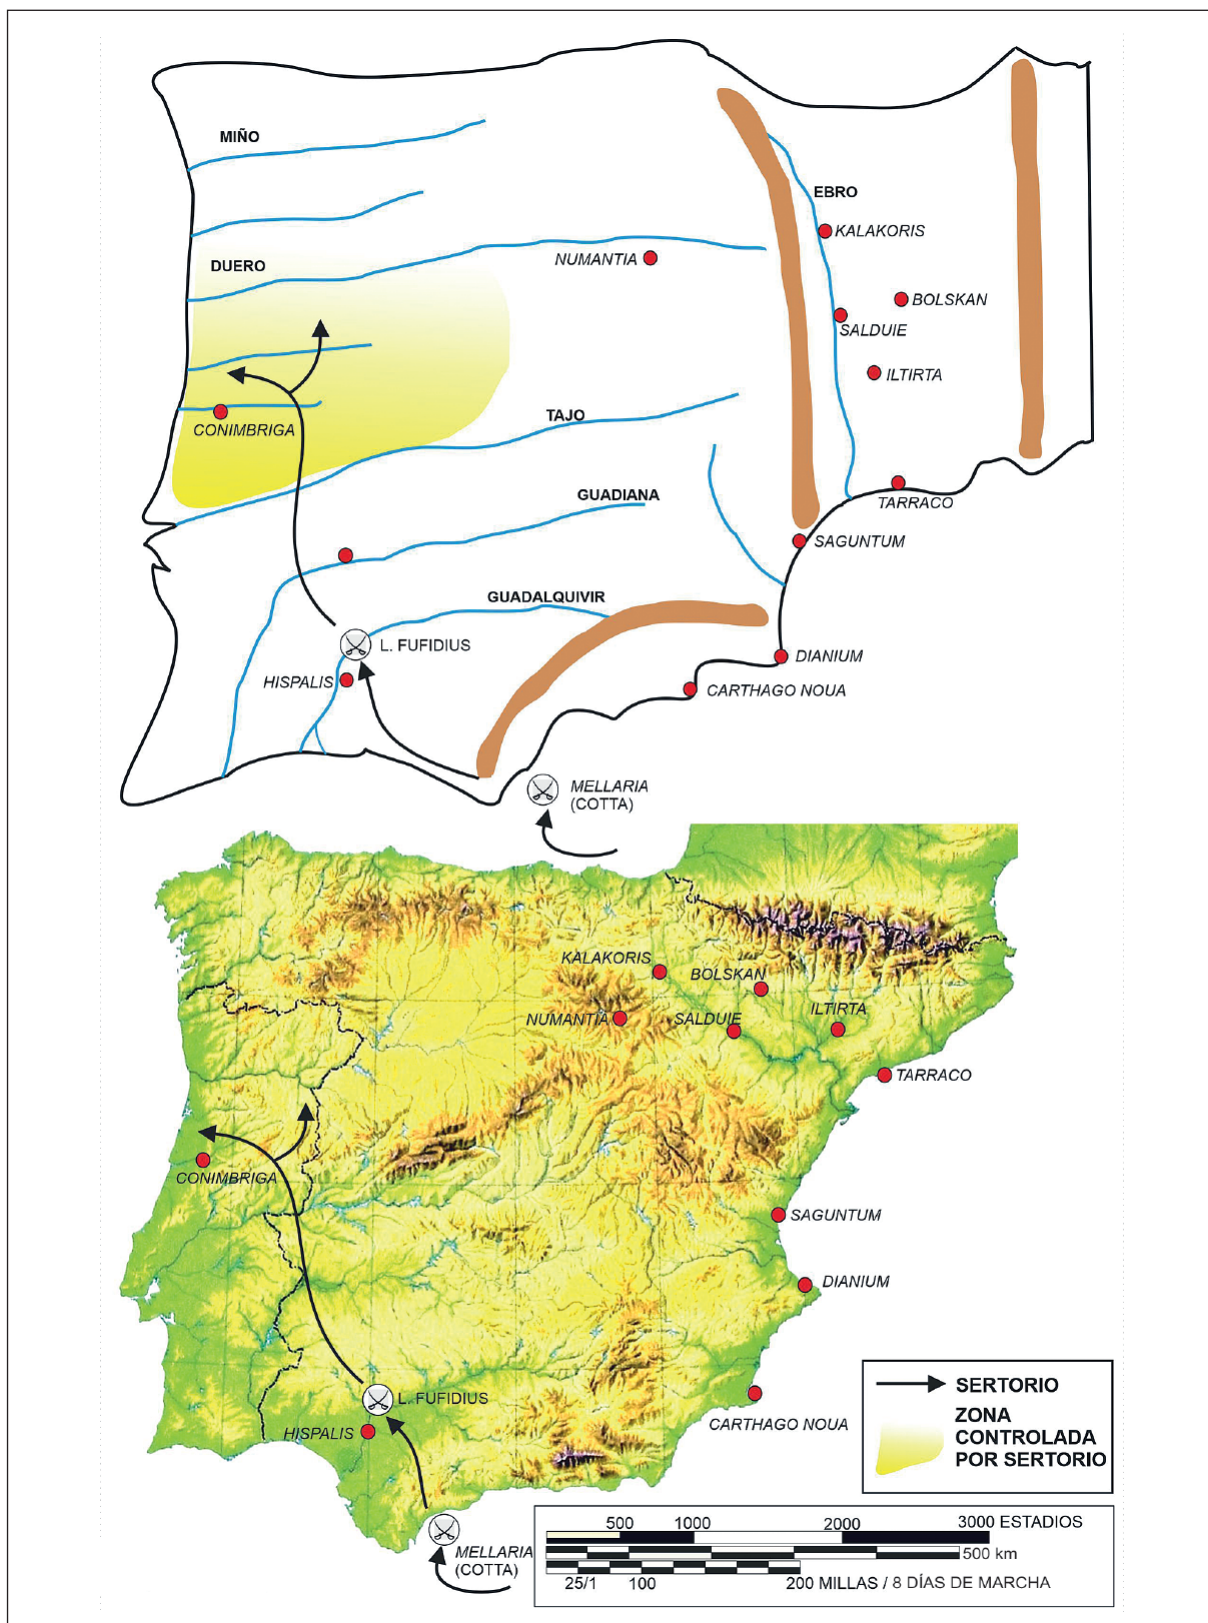 MIÑO
EBRO
KALAKORIS
DUERO
NUMANTIA
BOLSKAN
SALDUIE
ILTIRTA
TAJO
CONIMBRIGA
GUADIANA
TARRACO
SAGUNTUM
GUADALQUIVIR
L. FUFIDIUS
DIANIUM
HISPALIS
CARTHAGO NOUA
MELLARIA
(COTTA)
KALAKORIS
BOLSKAN
ILTIRTA
NUMANTIA
SALDUIE
TARRACO
CONIMBRIGA
SAGUNTUM
DIANIUM
L. FUFIDIUS
CARTHAGO NOUA
HISPALIS
MELLARIA
(COTTA)
SERTORIO
ZONA
CONTROLADA
POR SERTORIO
500 1000 2000 3000 ESTADIOS
500 km
25/1 100 200 MILLAS / 8 DÍAS DE MARCHA